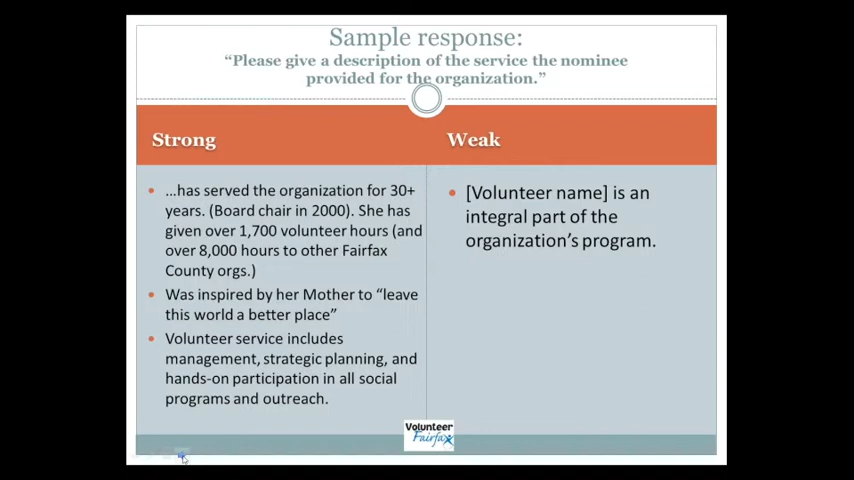 Sample response:
“Please give a description of the service the nominee
provided for the organization.”
Strong
Weak
• …has served the organization for 30+
years. (Board chair in 2000). She has
given over 1,700 volunteer hours (and
over 8,000 hours to other Fairfax
County orgs.)
• Was inspired by her Mother to “leave
this world a better place”
• Volunteer service includes
management, strategic planning, and
hands-on participation in all social
programs and outreach.
• [Volunteer name] is an
integral part of the
organization’s program.
Volunteer
Fairfax